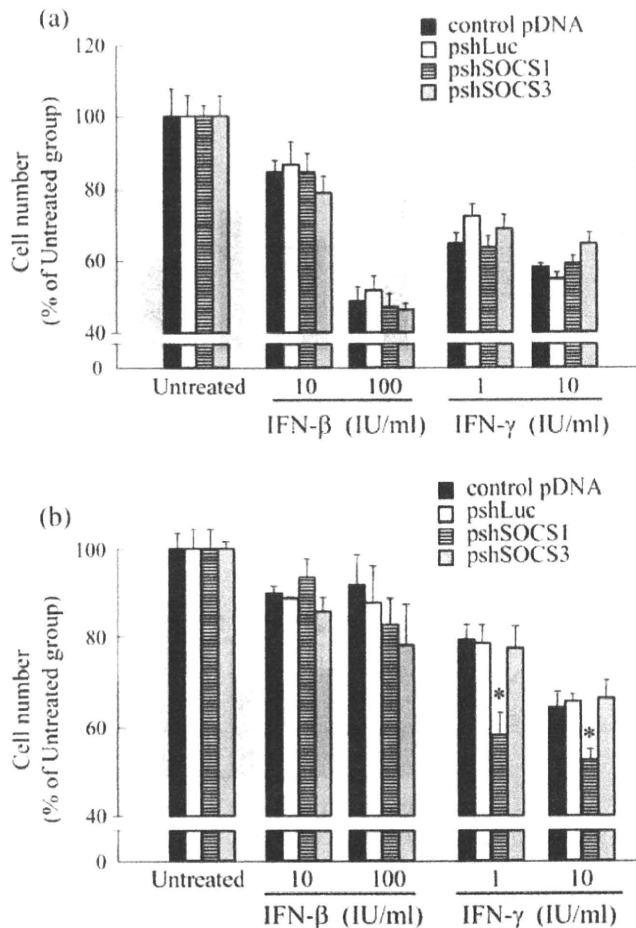 (a)
control pDNA
pshLuc
pshSOCS1
pshSOCS3
120
100
80
60
40
0
Cell number
(% of Untreated group)
Untreated 10 100 1 10
IFN-β (IU/ml) IFN-γ (IU/ml)
(b)
control pDNA
pshLuc
pshSOCS1
pshSOCS3
100
80
60
40
0
Cell number
(% of Untreated group)
* *
Untreated 10 100 1 10
IFN-β (IU/ml) IFN-γ (IU/ml)